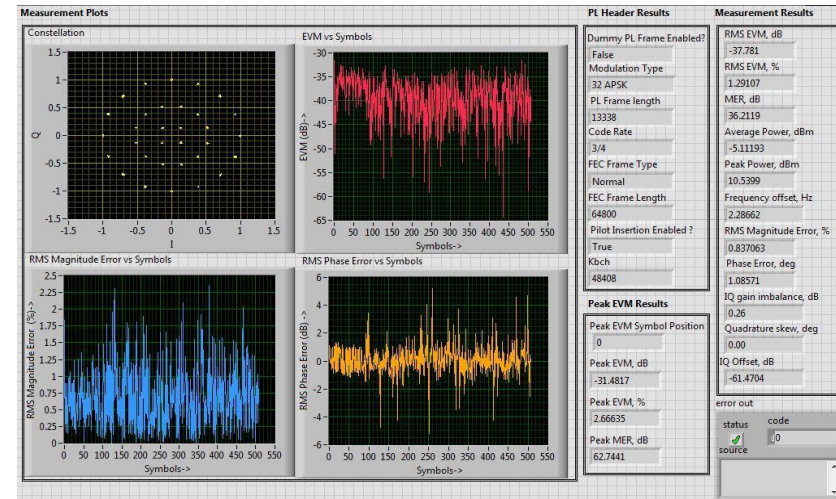 Measurement Plots
Constellation
1.5
1
0.5
0
-0.5
-1
-1.5
-1.5 -1 -0.5 0 0.5 1 1.5
Q
I
EVM vs Symbols
-30
-35
-40
-45
-50
-55
-60
-65
0 50 100 150 200 250 300 350 400 450 500 550
EVM (dB)->
Symbols->
RMS Magnitude Error vs Symbols
2.5
2.25
2
1.75
1.5
1.25
1
0.75
0.5
0.25
0
0 50 100 150 200 250 300 350 400 450 500 550
RMS Magnitude Error (%)->
Symbols->
RMS Phase Error vs Symbols
6
4
2
0
-2
-4
-6
0 50 100 150 200 250 300 350 400 450 500 550
RMS Phase Error (dB)->
Symbols->
PL Header Results
Dummy PL Frame Enabled?
False
Modulation Type
32 APSK
PL Frame length
13338
Code Rate
3/4
FEC Frame Type
Normal
FEC Frame Length
64800
Pilot Insertion Enabled ?
True
Kbch
48408
Peak EVM Results
Peak EVM Symbol Position
0
Peak EVM, dB
-31.4817
Peak EVM, %
2.66635
Peak MER, dB
62.7441
Measurement Results
RMS EVM, dB
-37.781
RMS EVM, %
1.29107
MER, dB
36.2119
Average Power, dBm
-5.11193
Peak Power, dBm
10.5399
Frequency offset, Hz
2.28662
RMS Magnitude Error, %
0.837063
Phase Error, deg
1.08571
IQ gain imbalance, dB
0.26
Quadrature skew, deg
0.00
IQ Offset, dB
-61.4704
error out
status code
0
source